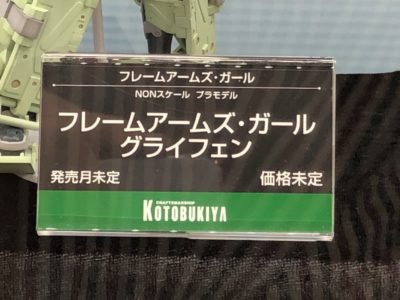 フレームアームズ・ガール
NONスケール プラモデル
フレームアームズ・ガール
グライフェン
発売月未定 価格未定
CRAFTSMANSHIP
KOTOBUKIYA